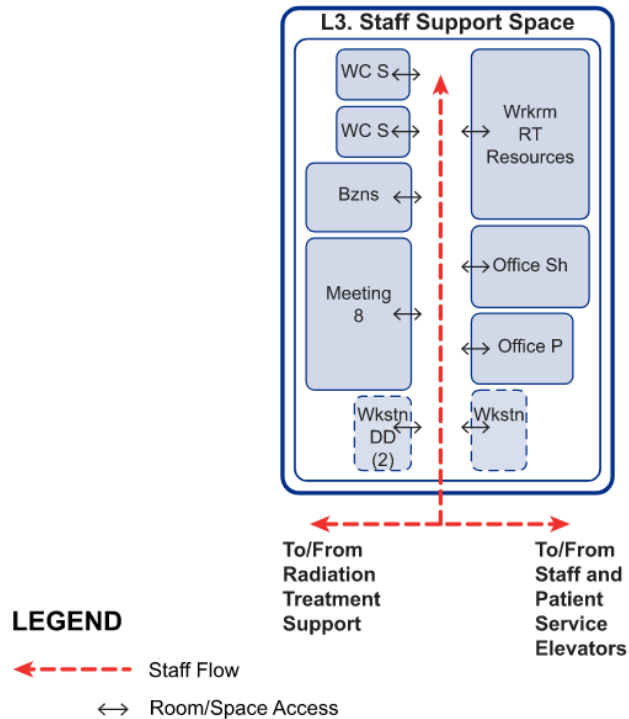 L3. Staff Support Space
WC S
WC S
Bzns
Meeting
8
Wkstn
DD
(2)
Wrkrm
RT
Resources
Office Sh
Office P
Wkstn
To/From
Radiation
Treatment
Support
To/From
Staff and
Patient
Service
Elevators
LEGEND
Staff Flow
Room/Space Access